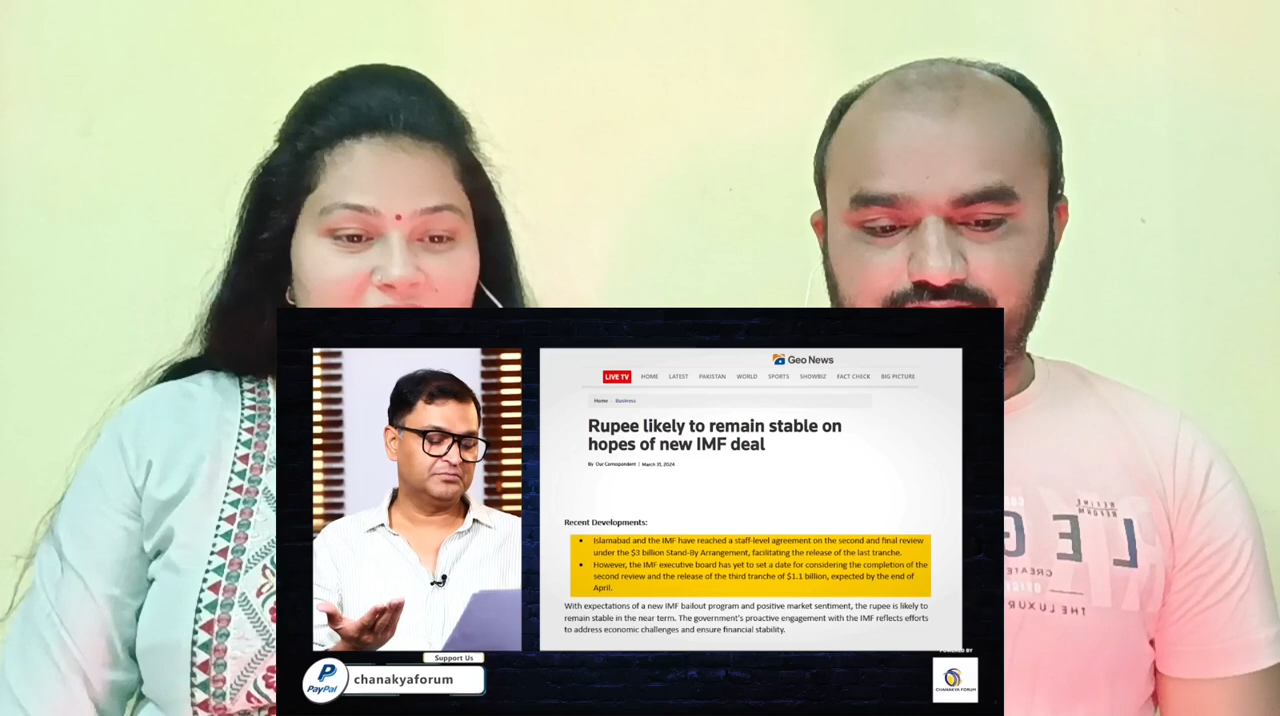 Geo News
LIVE TV HOME LATEST PAKISTAN WORLD SPORTS SHOWBIZ FACT CHECK BIG PICTURE
Home Business
Rupee likely to remain stable on
hopes of new IMF deal
By Our Correspondent | March 31, 2024
Recent Developments:
• Islamabad and the IMF have reached a staff-level agreement on the second and final review
under the $3 billion Stand-By Arrangement, facilitating the release of the last tranche.
• However, the IMF executive board has yet to set a date for considering the completion of the
second review and the release of the third tranche of $1.1 billion, expected by the end of
April.
With expectations of a new IMF bailout program and positive market sentiment, the rupee is likely to
remain stable in the near term. The government's proactive engagement with the IMF reflects efforts
to address economic challenges and ensure financial stability.
Support Us
PayPal
chanakyaforum
POWERED BY
CHANAKYA FORUM
REFINE
REFORM
LEG
CREATE
THE LUXUR